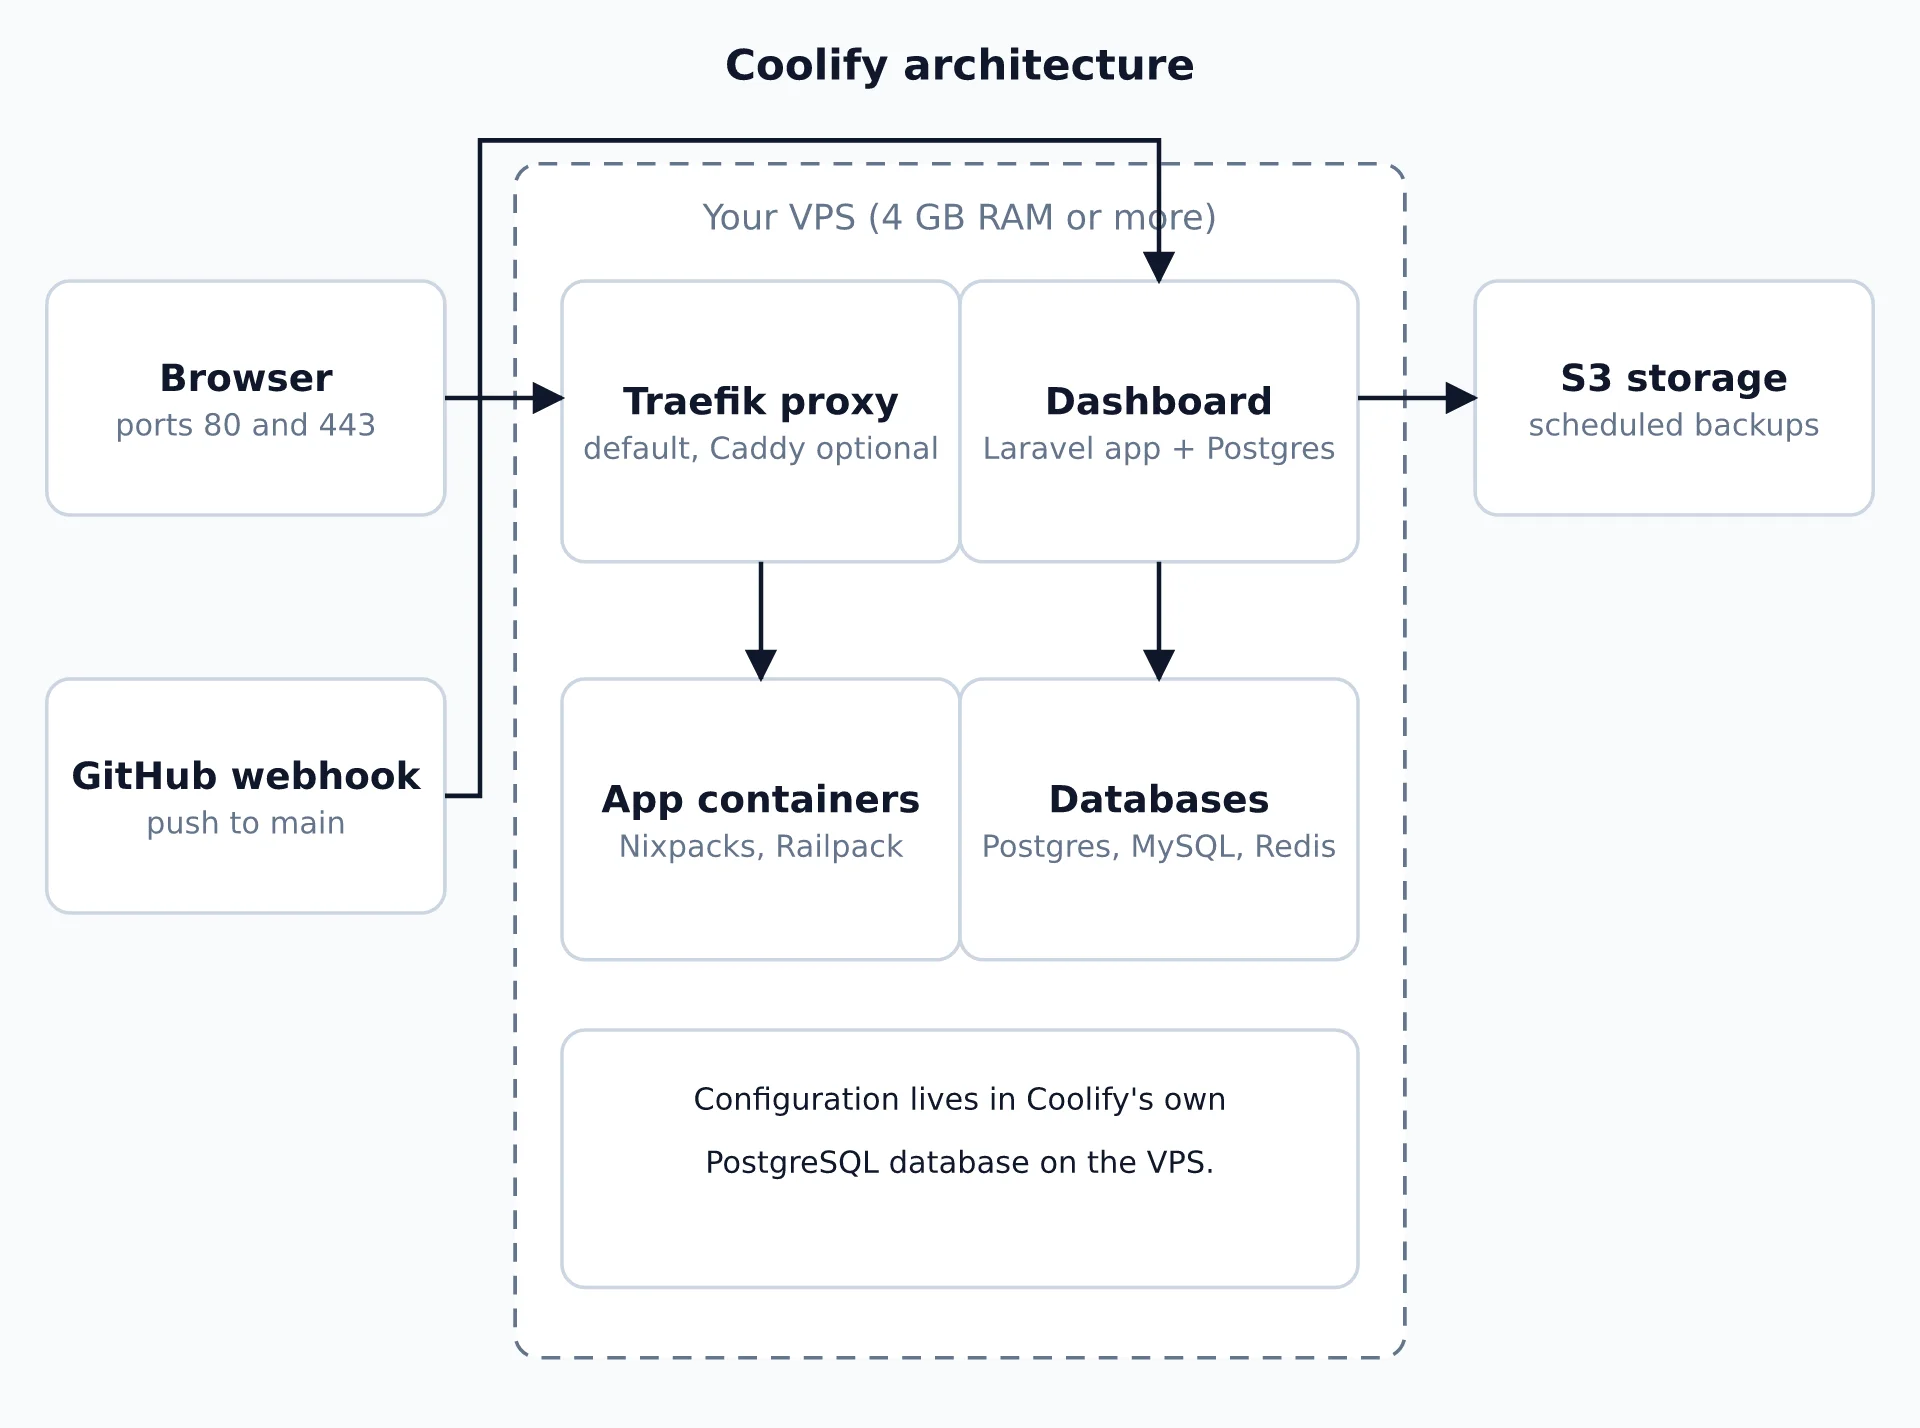 Coolify architecture
Your VPS (4 GB RAM or more)
Browser
ports 80 and 443
Traefik proxy
default, Caddy optional
Dashboard
Laravel app + Postgres
S3 storage
scheduled backups
GitHub webhook
push to main
App containers
Nixpacks, Railpack
Databases
Postgres, MySQL, Redis
Configuration lives in Coolify's own
PostgreSQL database on the VPS.